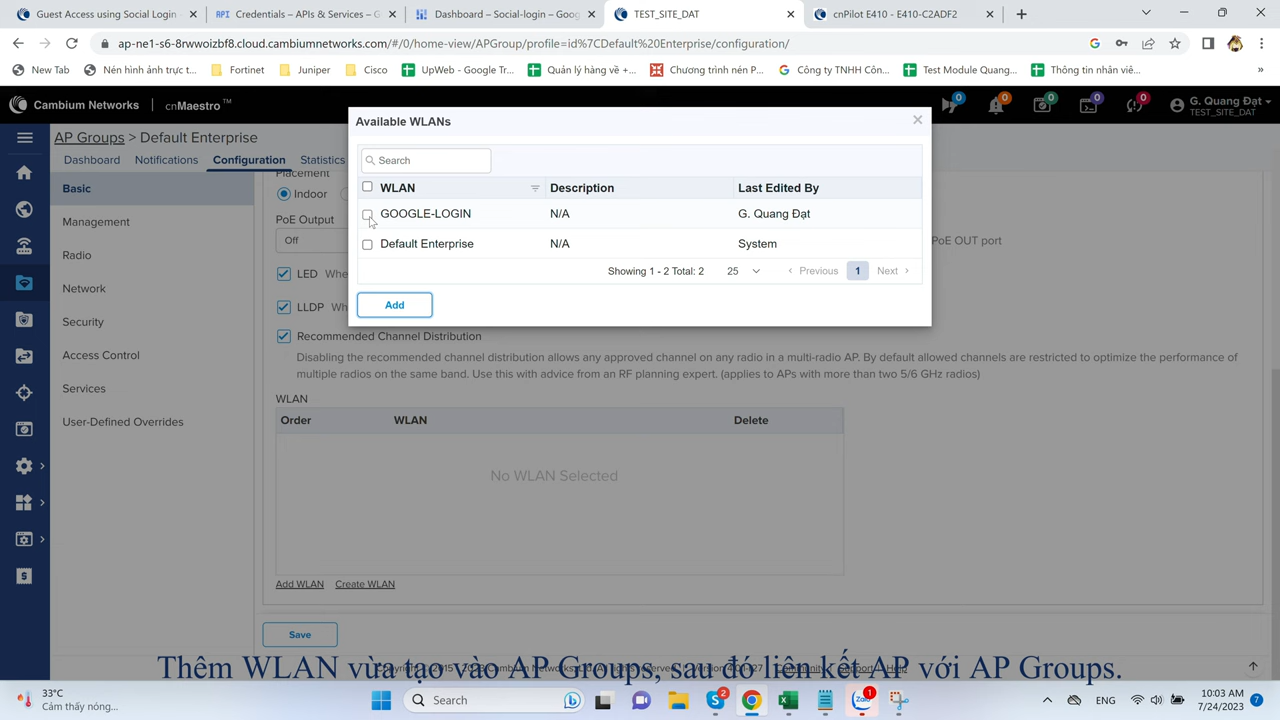 Guest Access using Social Login
Credentials – APIs & Services – G
Dashboard – Social-login – Goog
TEST_SITE_DAT
cnPilot E410 - E410-C2ADF2
ap-ne1-s6-8rwwoizbf8.cloud.cambiumnetworks.com/#/0/home-view/APGroup/profile=id%7CDefault%20Enterprise/configuration/
New Tab
Nén hình ảnh trực t...
Fortinet
Juniper
Cisco
UpWeb - Google Tr...
Quản lý hàng về +...
Chương trình nén P...
Công ty TNHH Côn...
Test Module Quang...
Thông tin nhân viê...
»
Cambium Networks
cnMaestro™
0
0
0
0
0
G. Quang Đạt
TEST_SITE_DAT
AP Groups > Default Enterprise
Dashboard
Notifications
Configuration
Statistics
Basic
Management
Radio
Network
Security
Access Control
Services
User-Defined Overrides
Placement
Indoor
PoE Output
Off
PoE OUT port
LED
LLDP
Recommended Channel Distribution
Disabling the recommended channel distribution allows any approved channel on any radio in a multi-radio AP. By default allowed channels are restricted to optimize the performance of
multiple radios on the same band. Use this with advice from an RF planning expert. (applies to APs with more than two 5/6 GHz radios)
WLAN
Order
WLAN
Delete
No WLAN Selected
Add WLAN
Create WLAN
Save
Available WLANs
Search
WLAN
Description
Last Edited By
GOOGLE-LOGIN
N/A
G. Quang Đạt
Default Enterprise
N/A
System
Showing 1 - 2 Total: 2
25
Previous
1
Next
Add
Thêm WLAN vừa tạo vào AP Groups, sau đó liên kết AP với AP Groups.
33°C
Cảm thấy nóng...
Search
2
Zalo
1
ENG
10:03 AM
7/24/2023
7